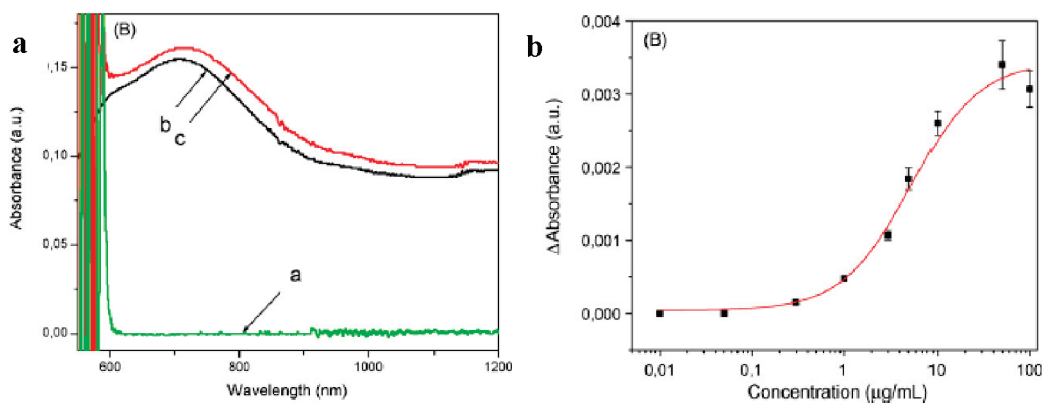 a
(B)
0,15
0,10
0,05
0,00
Absorbance (a.u.)
b
c
a
600
800
1000
1200
Wavelength (nm)
b
(B)
0,004
0,003
0,002
0,001
0,000
ΔAbsorbance (a.u.)
0,01
0,1
1
10
100
Concentration (μg/mL)